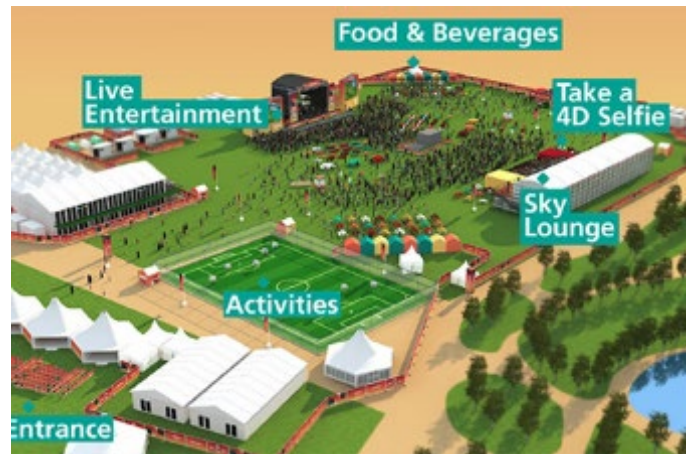 Food & Beverages
Live
Entertainment
Take a
4D Selfie
Sky
Lounge
Activities
Entrance